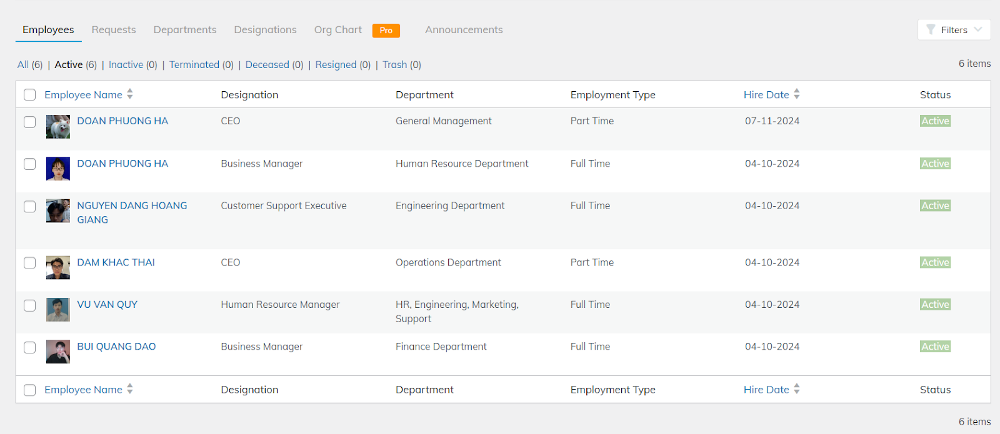 Employees Requests Departments Designations Org Chart Pro Announcements Filters
All (6) | Active (6) | Inactive (0) | Terminated (0) | Deceased (0) | Resigned (0) | Trash (0) 6 items
Employee Name Designation Department Employment Type Hire Date Status
DOAN PHUONG HA CEO General Management Part Time 07-11-2024 Active
DOAN PHUONG HA Business Manager Human Resource Department Full Time 04-10-2024 Active
NGUYEN DANG HOANG Customer Support Executive Engineering Department Full Time 04-10-2024 Active
GIANG
DAM KHAC THAI CEO Operations Department Part Time 04-10-2024 Active
VU VAN QUY Human Resource Manager HR, Engineering, Marketing, Full Time 04-10-2024 Active
Support
BUI QUANG DAO Business Manager Finance Department Full Time 04-10-2024 Active
Employee Name Designation Department Employment Type Hire Date Status
6 items